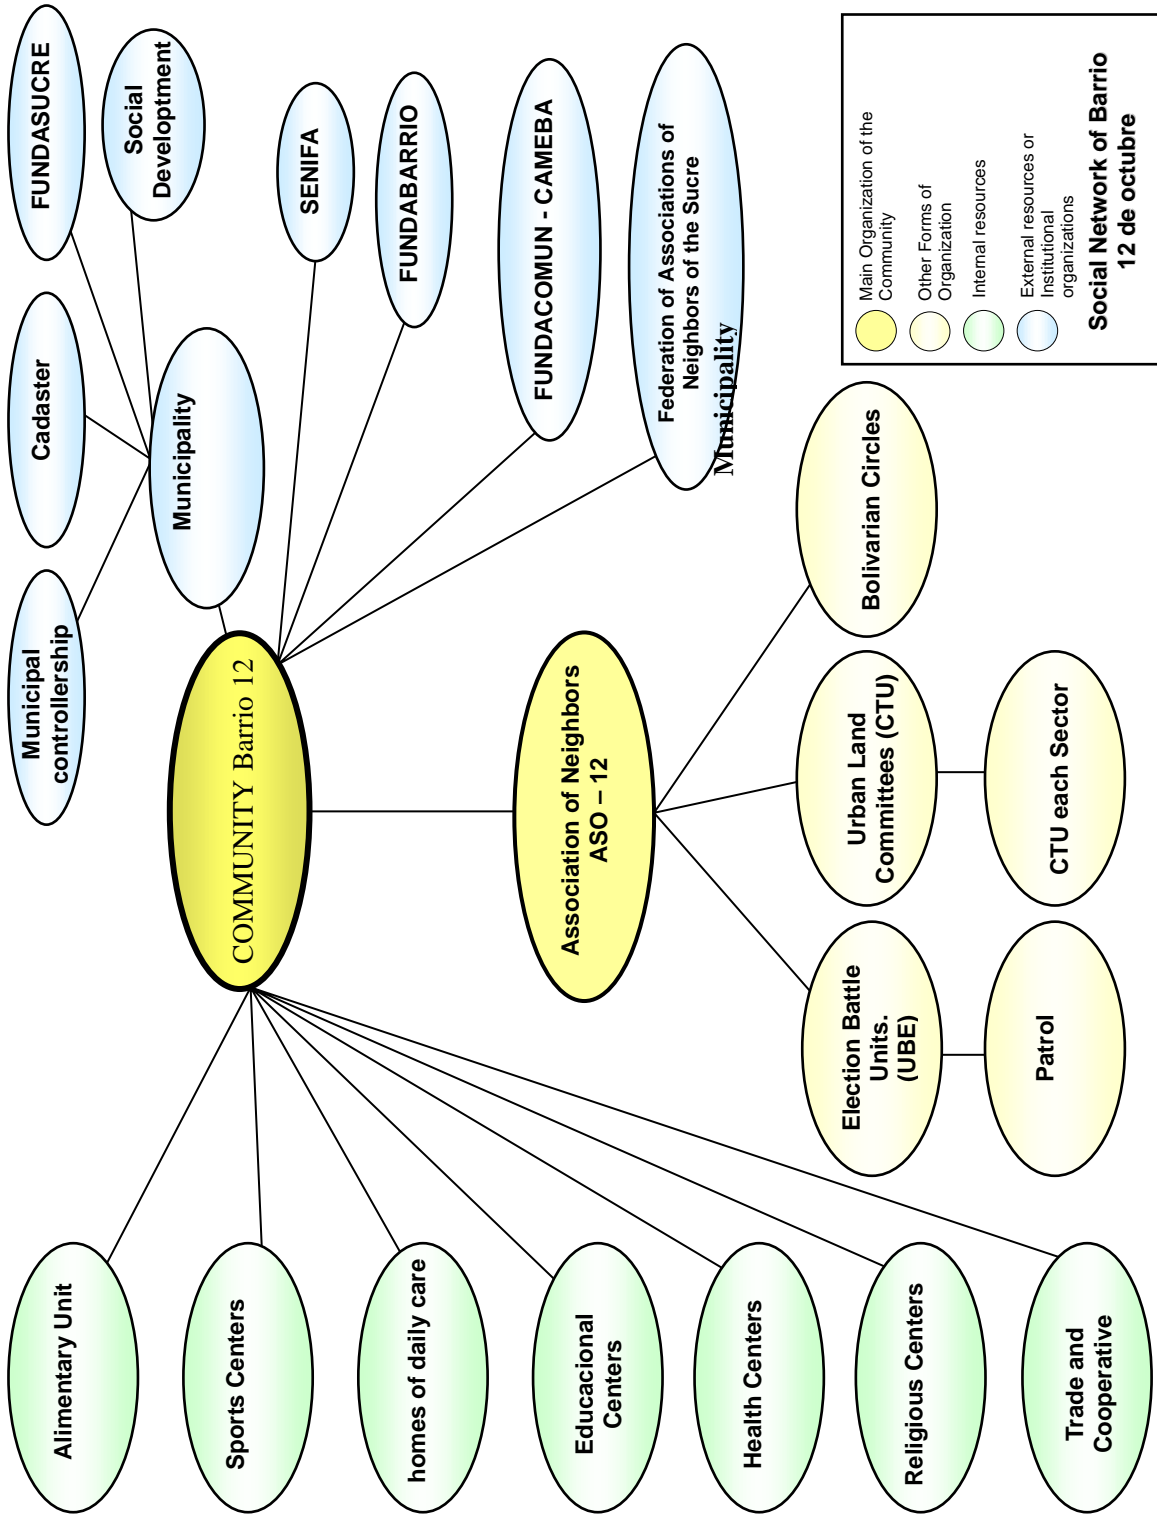 Municipal
controllership
Cadaster
FUNDASUCRE
Social
Developtment
Municipality
SENIFA
FUNDABARRIO
FUNDACOMUN - CAMEBA
Federation of Associations of
Neighbors of the Sucre
Municipality
COMMUNITY Barrio 12
Association of Neighbors
ASO – 12
Alimentary Unit
Sports Centers
homes of daily care
Educacional
Centers
Health Centers
Religious Centers
Trade and
Cooperative
Election Battle
Units.
(UBE)
Urban Land
Committees (CTU)
Bolivarian Circles
Patrol
CTU each Sector
Main Organization of the
Community
Other Forms of
Organization
Internal resources
External resources or
Institutional
organizations
Social Network of Barrio
12 de octubre